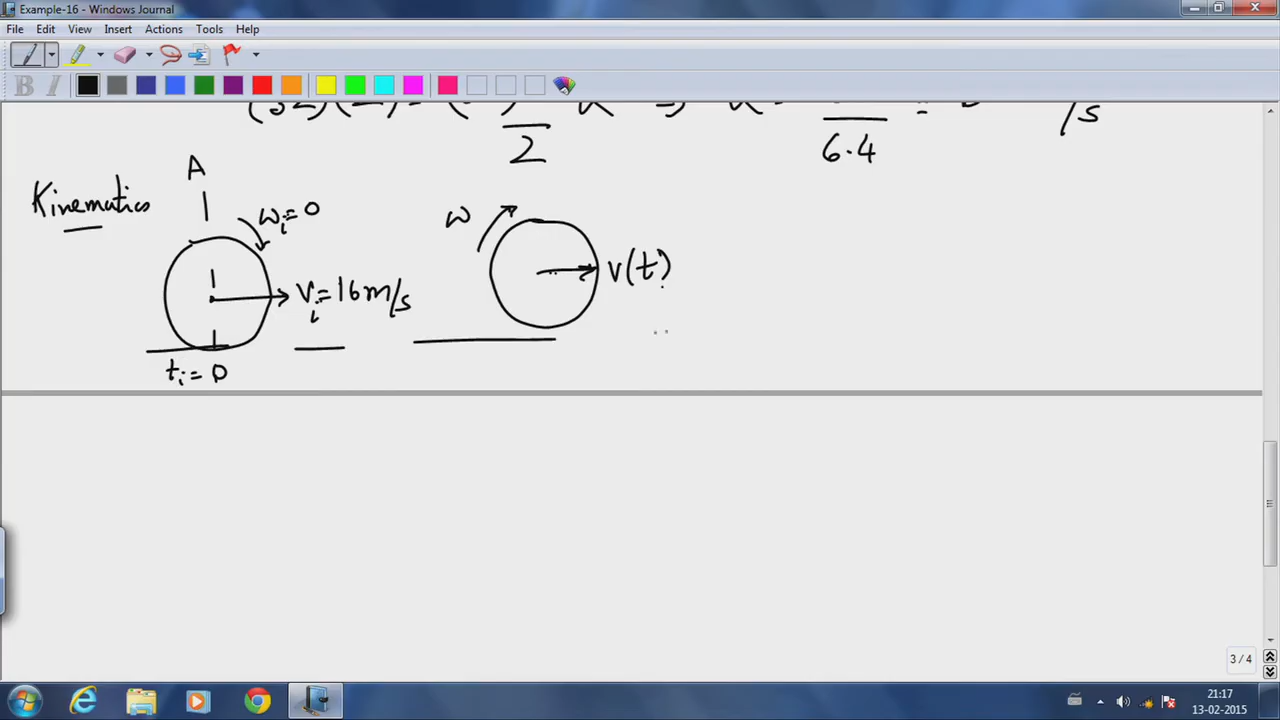 Example-16 - Windows Journal
File Edit View Insert Actions Tools Help
B I
2
6.4
/s
A
Kinematics
ωi=0
ω
v(t)
vi=16m/s
ti=0
3 / 4
21:17
13-02-2015